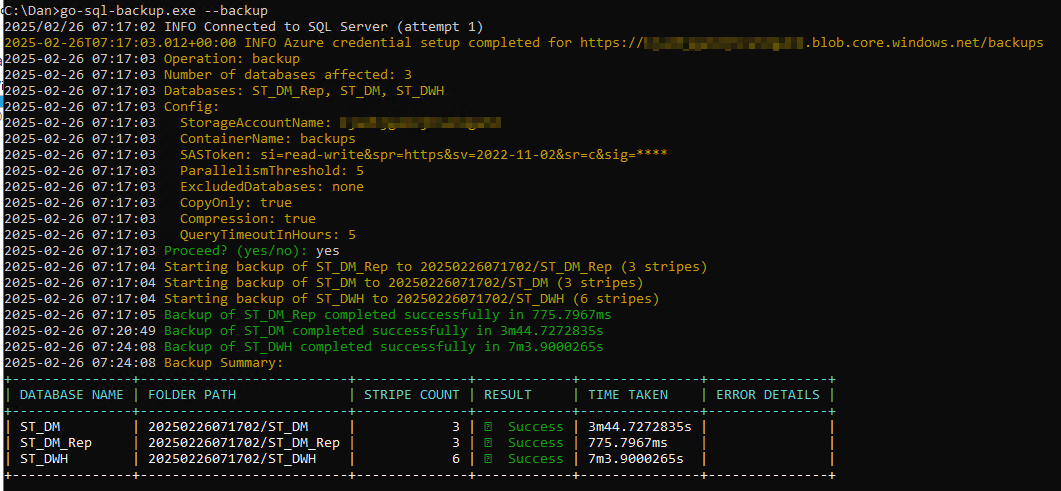 C:\Dan>go-sql-backup.exe --backup
2025/02/26 07:17:02 INFO Connected to SQL Server (attempt 1)
2025-02-26T07:17:03.012+00:00 INFO Azure credential setup completed for https://.blob.core.windows.net/backups
2025-02-26 07:17:03 Operation: backup
2025-02-26 07:17:03 Number of databases affected: 3
2025-02-26 07:17:03 Databases: ST_DM_Rep, ST_DM, ST_DWH
2025-02-26 07:17:03 Config:
2025-02-26 07:17:03   StorageAccountName:
2025-02-26 07:17:03   ContainerName: backups
2025-02-26 07:17:03   SASToken: si=read-write&spr=https&sv=2022-11-02&sr=c&sig=****
2025-02-26 07:17:03   ParallelismThreshold: 5
2025-02-26 07:17:03   ExcludedDatabases: none
2025-02-26 07:17:03   CopyOnly: true
2025-02-26 07:17:03   Compression: true
2025-02-26 07:17:03   QueryTimeoutInHours: 5
2025-02-26 07:17:03 Proceed? (yes/no): yes
2025-02-26 07:17:04 Starting backup of ST_DM_Rep to 20250226071702/ST_DM_Rep (3 stripes)
2025-02-26 07:17:04 Starting backup of ST_DM to 20250226071702/ST_DM (3 stripes)
2025-02-26 07:17:04 Starting backup of ST_DWH to 20250226071702/ST_DWH (6 stripes)
2025-02-26 07:17:05 Backup of ST_DM_Rep completed successfully in 775.7967ms
2025-02-26 07:20:49 Backup of ST_DM completed successfully in 3m44.7272835s
2025-02-26 07:24:08 Backup of ST_DWH completed successfully in 7m3.9000265s
2025-02-26 07:24:08 Backup Summary:
| DATABASE NAME | FOLDER PATH | STRIPE COUNT | RESULT | TIME TAKEN | ERROR DETAILS |
| ST_DM | 20250226071702/ST_DM | 3 | Success | 3m44.7272835s | |
| ST_DM_Rep | 20250226071702/ST_DM_Rep | 3 | Success | 775.7967ms | |
| ST_DWH | 20250226071702/ST_DWH | 6 | Success | 7m3.9000265s | |